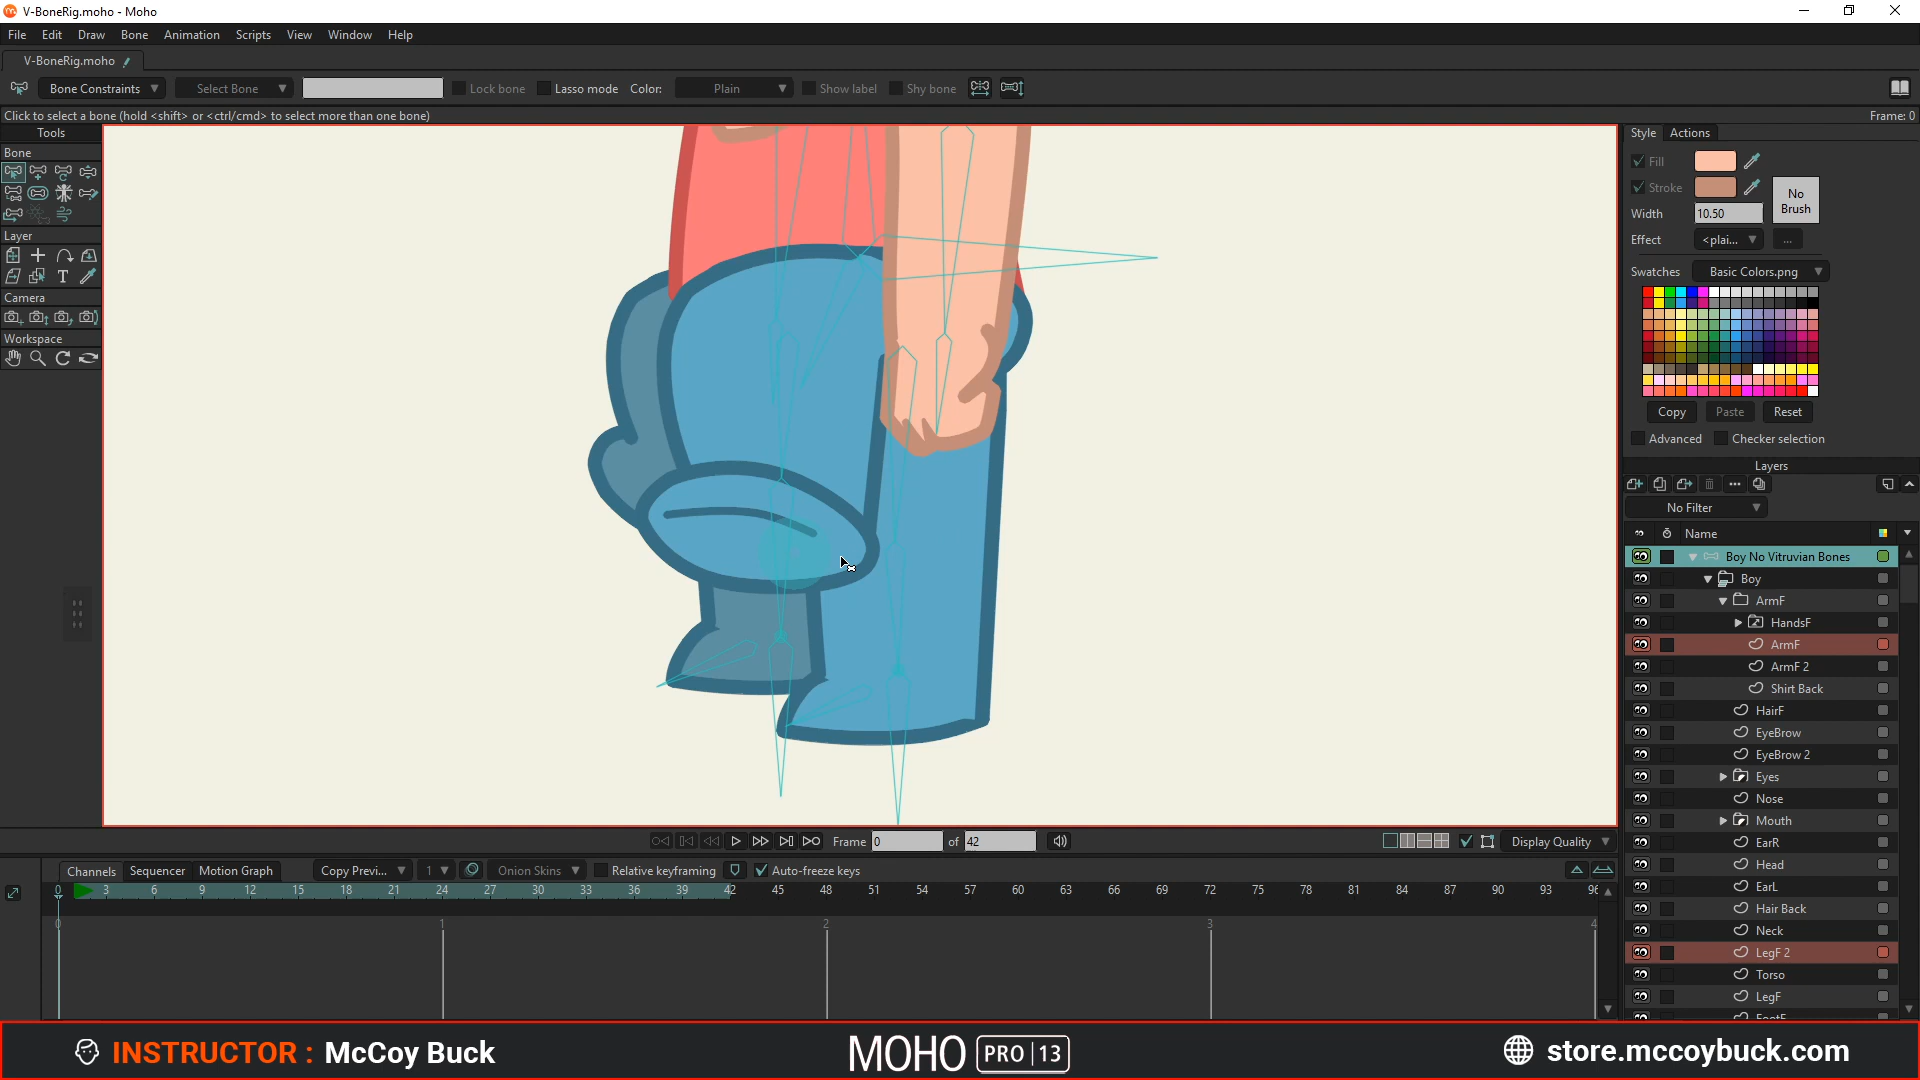 V-BoneRig.moho - Moho
File Edit Draw Bone Animation Scripts View Window Help
V-BoneRig.moho
Bone Constraints Select Bone Lock bone Lasso mode Color: Plain Show label Shy bone
Click to select a bone (hold <shift> or <ctrl/cmd> to select more than one bone) Frame: 0
Tools
Bone
Layer
Camera
Workspace
Style Actions
Fill
Stroke
No Brush
Width 10.50
Effect <plai... ...
Swatches Basic Colors.png
Copy Paste Reset
Advanced Checker selection
Layers
No Filter
Name
Boy No Vitruvian Bones
Boy
ArmF
HandsF
ArmF
ArmF 2
Shirt Back
HairF
EyeBrow
EyeBrow 2
Eyes
Nose
Mouth
EarR
Head
EarL
Hair Back
Neck
LegF 2
Torso
LegF
Frame 0 of 42 Display Quality
Channels Sequencer Motion Graph Copy Previ... 1 Onion Skins Relative keyframing Auto-freeze keys
0 3 6 9 12 15 18 21 24 27 30 33 36 39 42 45 48 51 54 57 60 63 66 69 72 75 78 81 84 87 90 93
0 1 2 3 4
INSTRUCTOR : McCoy Buck
MOHO PRO 13
store.mccoybuck.com